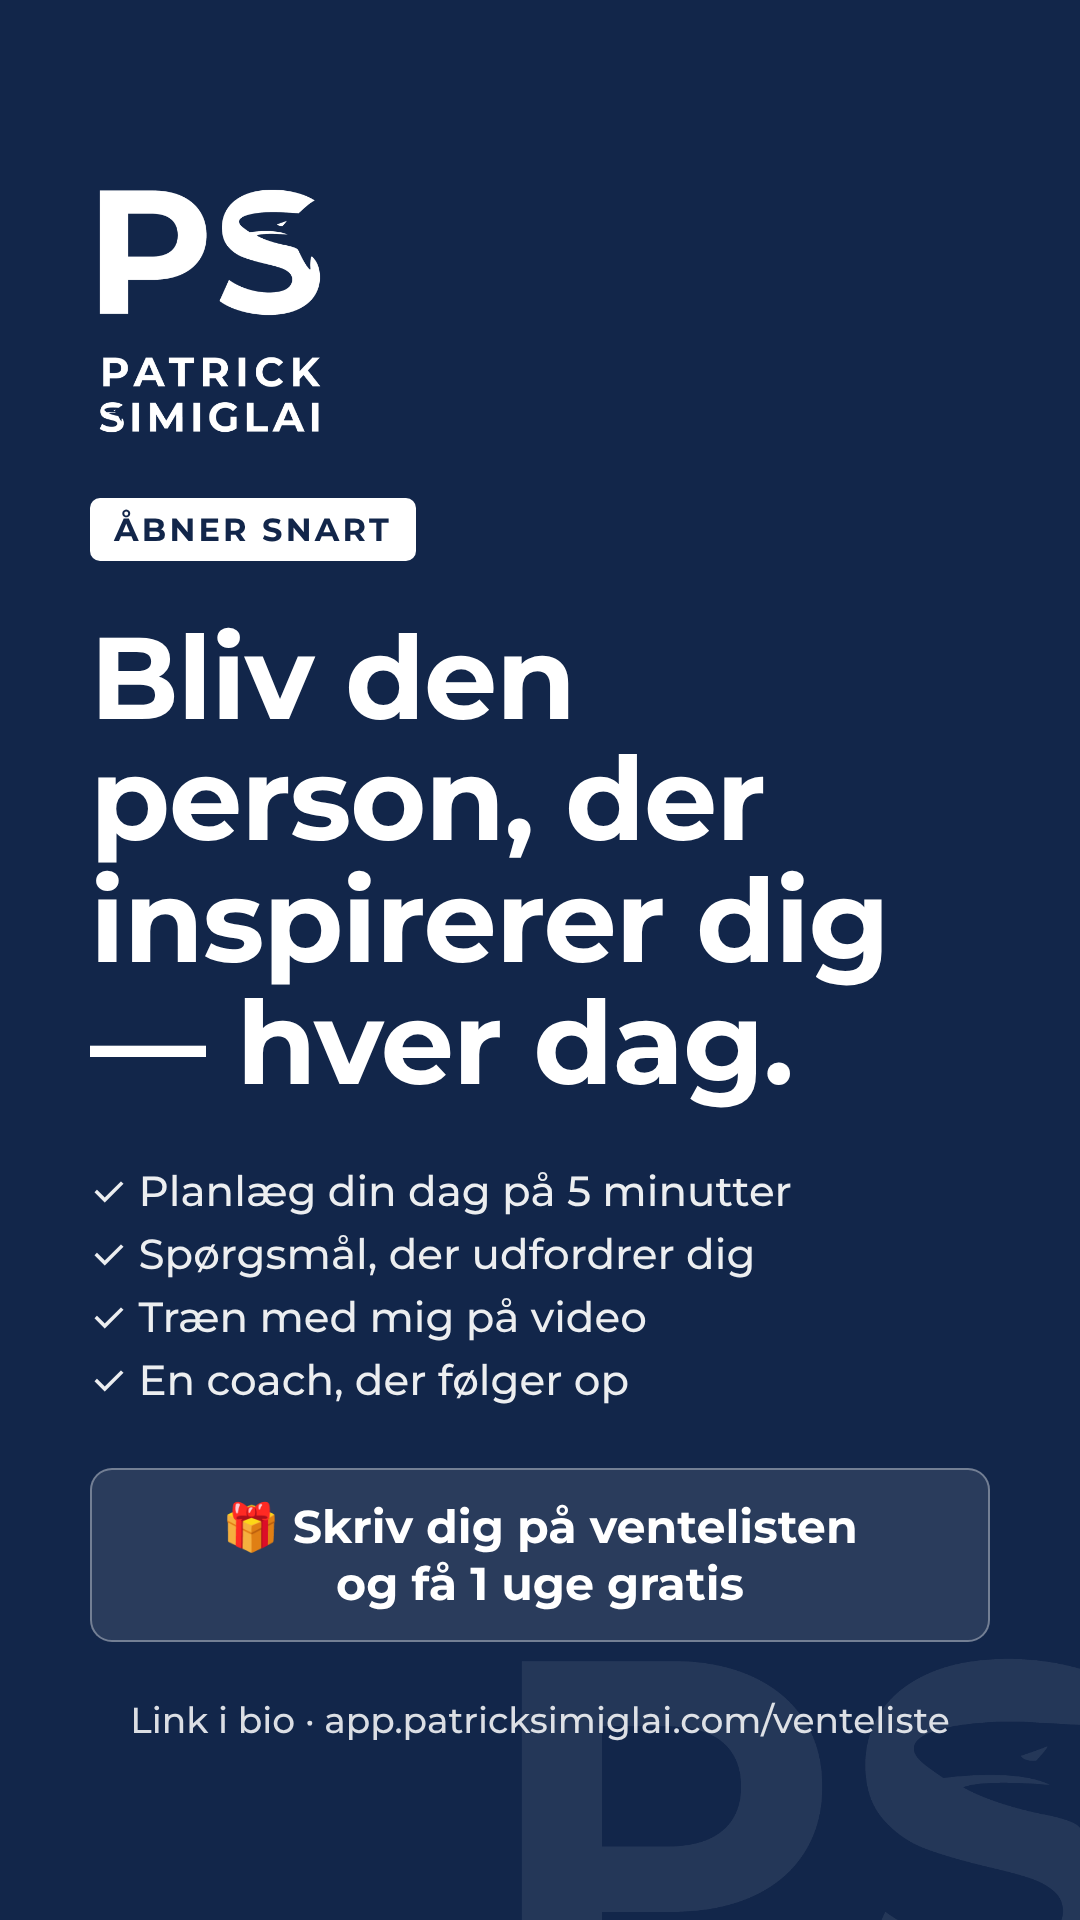 PS
PATRICK
SIMIGLAI
ÅBNER SNART
Bliv den
person, der
inspirerer dig
— hver dag.
✓ Planlæg din dag på 5 minutter
✓ Spørgsmål, der udfordrer dig
✓ Træn med mig på video
✓ En coach, der følger op
🎁 Skriv dig på ventelisten
og få 1 uge gratis
Link i bio · app.patricksimiglai.com/venteliste
PS